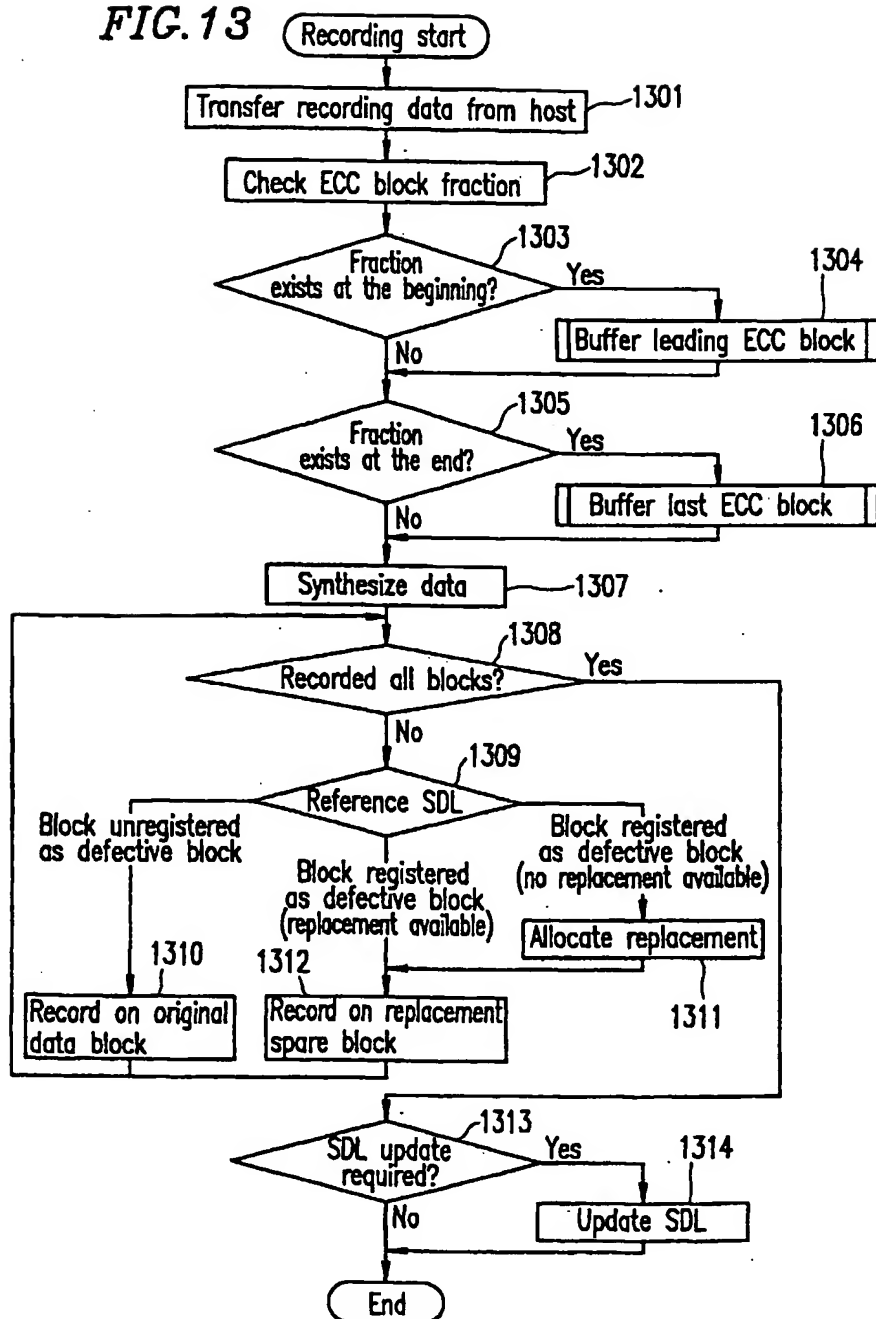 FIG.13
Recording start
Transfer recording data from host
1301
Check ECC block fraction
1302
Fraction
exists at the beginning?
1303
Yes
No
1304
Buffer leading ECC block
Fraction
exists at the end?
1305
Yes
No
1306
Buffer last ECC block
Synthesize data
1307
Recorded all blocks?
1308
Yes
No
Reference SDL
1309
Block unregistered
as defective block
Block registered
as defective block
(replacement available)
Block registered
as defective block
(no replacement available)
Allocate replacement
1311
1310
Record on original
data block
1312
Record on replacement
spare block
SDL update
required?
1313
Yes
No
1314
Update SDL
End